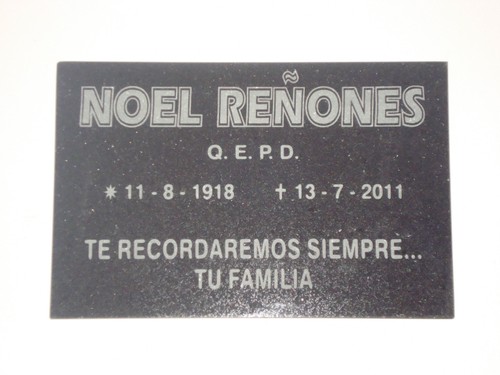 NOEL REÑONES
Q. E. P. D.
✷ 11 - 8 - 1918 ✝ 13 - 7 - 2011
TE RECORDAREMOS SIEMPRE...
TU FAMILIA